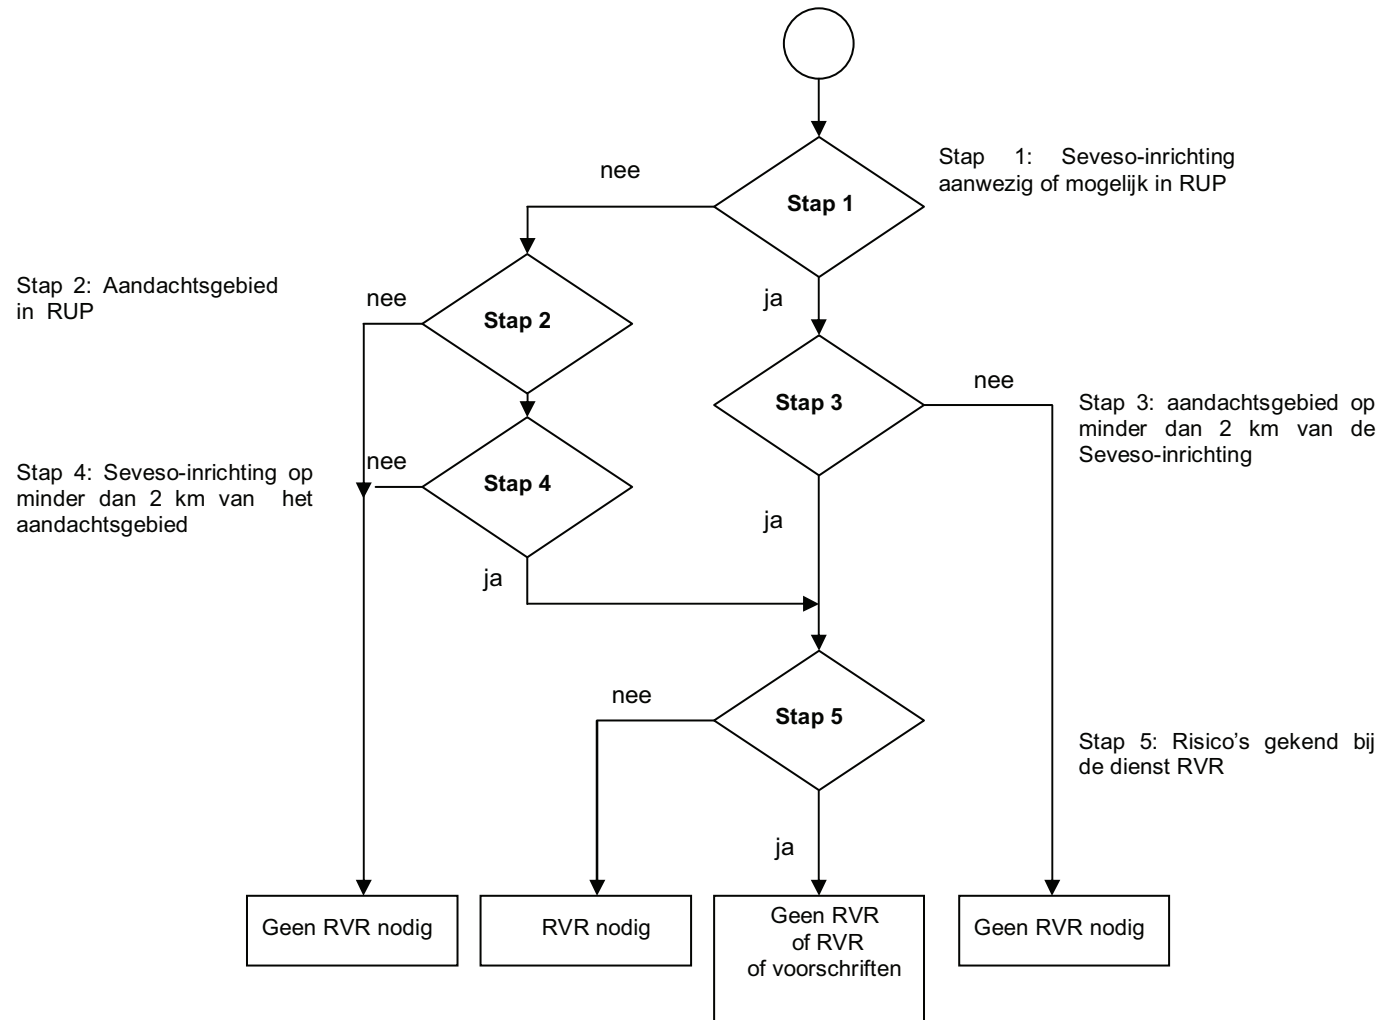 Stap 1: Seveso-inrichting
aanwezig of mogelijk in RUP
nee
Stap 1
Stap 2: Aandachtsgebied
in RUP
nee
Stap 2
ja
Stap 3
nee
Stap 3: aandachtsgebied op
minder dan 2 km van de
Seveso-inrichting
Stap 4: Seveso-inrichting op
minder dan 2 km van het
aandachtsgebied
nee
Stap 4
ja
ja
nee
Stap 5
Stap 5: Risico's gekend bij
de dienst RVR
ja
Geen RVR nodig
RVR nodig
Geen RVR
of RVR
of voorschriften
Geen RVR nodig